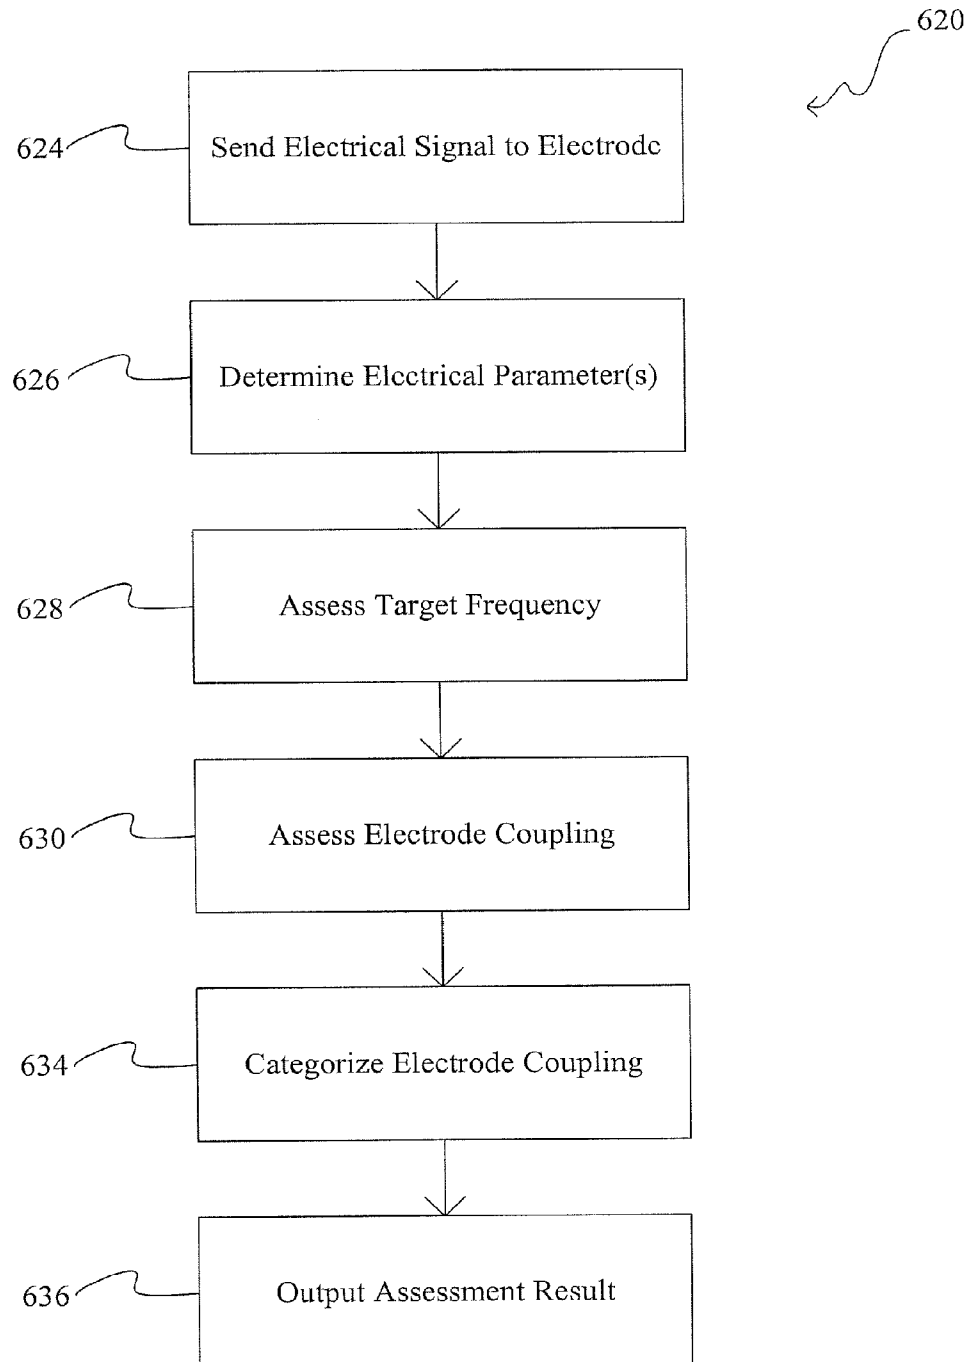 620
624 Send Electrical Signal to Electrode
626 Determine Electrical Parameter(s)
628 Assess Target Frequency
630 Assess Electrode Coupling
634 Categorize Electrode Coupling
636 Output Assessment Result